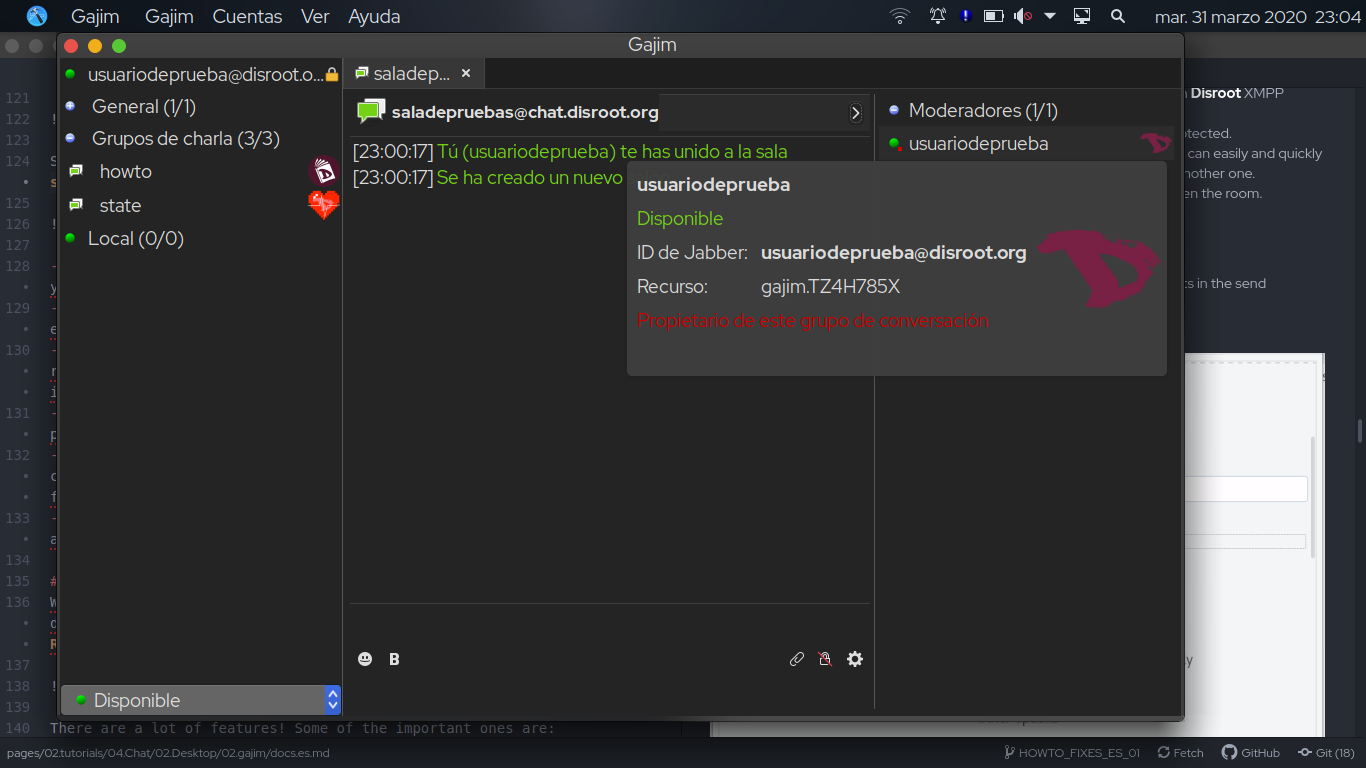 Gajim Gajim Cuentas Ver Ayuda mar. 31 marzo 2020 23:04
Gajim
usuariodeprueba@disroot.o...
General (1/1)
Grupos de charla (3/3)
howto
state
Local (0/0)
Disponible
saladep...
saladepruebas@chat.disroot.org
[23:00:17] Tú (usuariodeprueba) te has unido a la sala
[23:00:17] Se ha creado un nuevo
B
Moderadores (1/1)
usuariodeprueba
usuariodeprueba
Disponible
ID de Jabber: usuariodeprueba@disroot.org
Recurso: gajim.TZ4H785X
Propietario de este grupo de conversación
121
122 !
123
124 S
s
125
126 !
127
128 -
y
129 -
e
130 -
r
i
131 -
p
132 -
c
f
133 -
a
134
135 #
136 W
d
R
137
138 !
139
140 There are a lot of features! Some of the important ones are:
Disroot XMPP
can easily and quickly
nother one.
en the room.
ts in the send
pages/02.tutorials/04.Chat/02.Desktop/02.gajim/docs.es.md
HOWTO_FIXES_ES_01 Fetch GitHub Git (18)